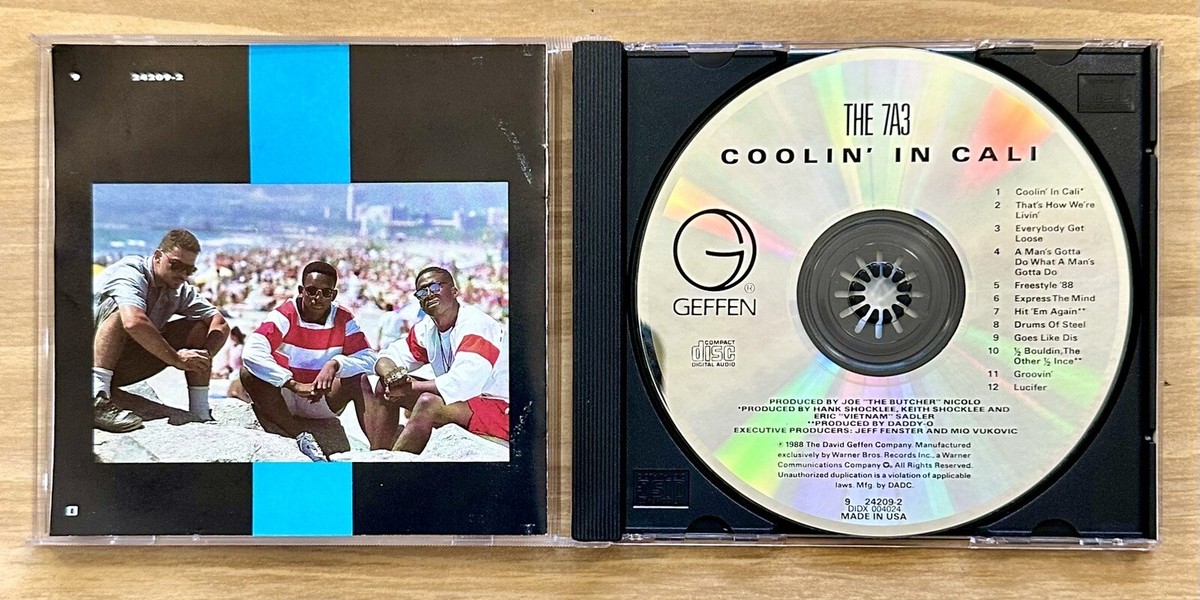 9 24209-2
THE 7A3
COOLIN' IN CALI
1 Coolin' In Cali*
2 That's How We're
Livin'
3 Everybody Get
Loose
4 A Man's Gotta
Do What A Man's
Gotta Do
5 Freestyle '88
6 Express The Mind
7 Hit 'Em Again**
8 Drums Of Steel
9 Goes Like Dis
10 ½ Bouldin, The
Other ½ Ince**
11 Groovin'
12 Lucifer
G®
GEFFEN
COMPACT
disc
DIGITAL AUDIO
PRODUCED BY JOE "THE BUTCHER" NICOLO
*PRODUCED BY HANK SHOCKLEE, KEITH SHOCKLEE AND
ERIC "VIETNAM" SADLER
**PRODUCED BY DADDY-O
EXECUTIVE PRODUCERS: JEFF FENSTER AND MIO VUKOVIC
℗ 1988 The David Geffen Company. Manufactured
exclusively by Warner Bros. Records Inc., a Warner
Communications Company. All Rights Reserved.
Unauthorized duplication is a violation of applicable
laws. Mfg. by DADC.
9 24209-2
DIDX 004024
MADE IN USA